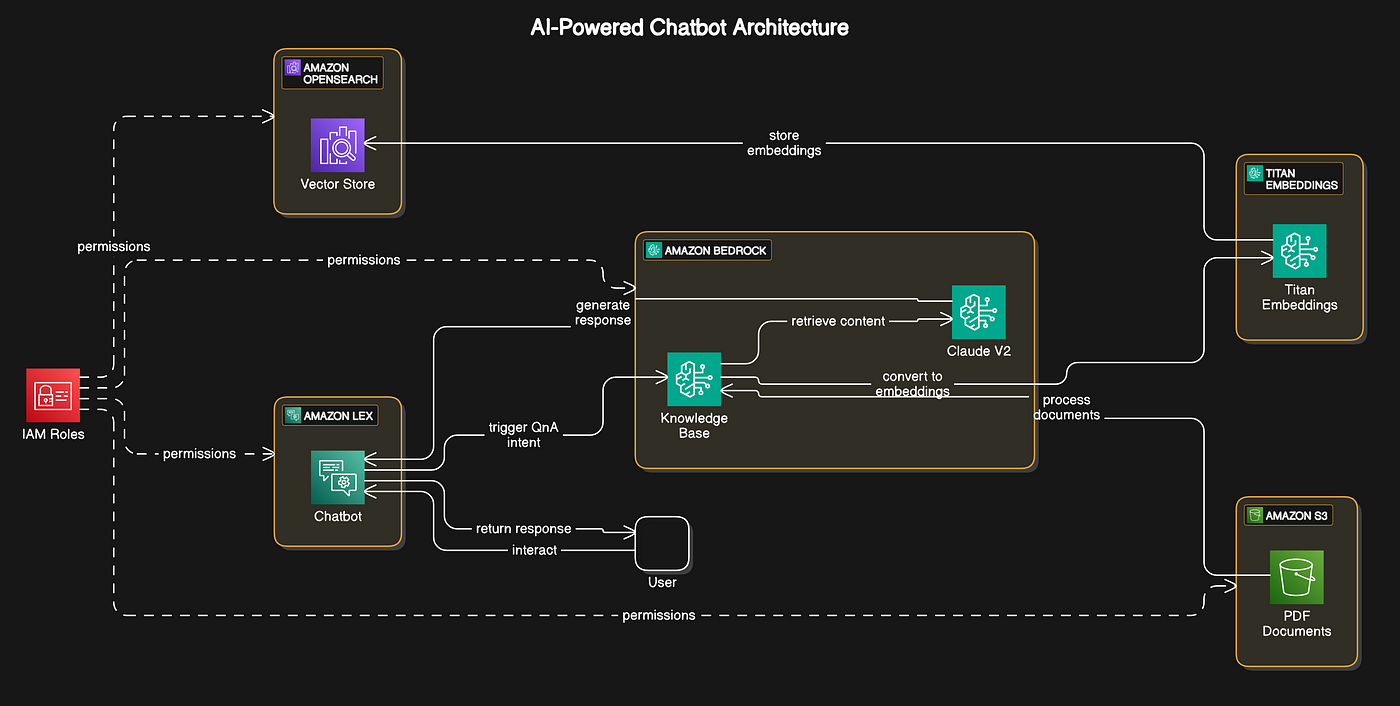 AI-Powered Chatbot Architecture
AMAZON
OPENSEARCH
Vector Store
store
embeddings
TITAN
EMBEDDINGS
Titan
Embeddings
permissions
permissions
AMAZON BEDROCK
generate
response
retrieve content
Claude V2
convert to
embeddings
Knowledge
Base
process
documents
IAM Roles
AMAZON LEX
trigger QnA
intent
permissions
Chatbot
return response
interact
User
AMAZON S3
PDF
Documents
permissions